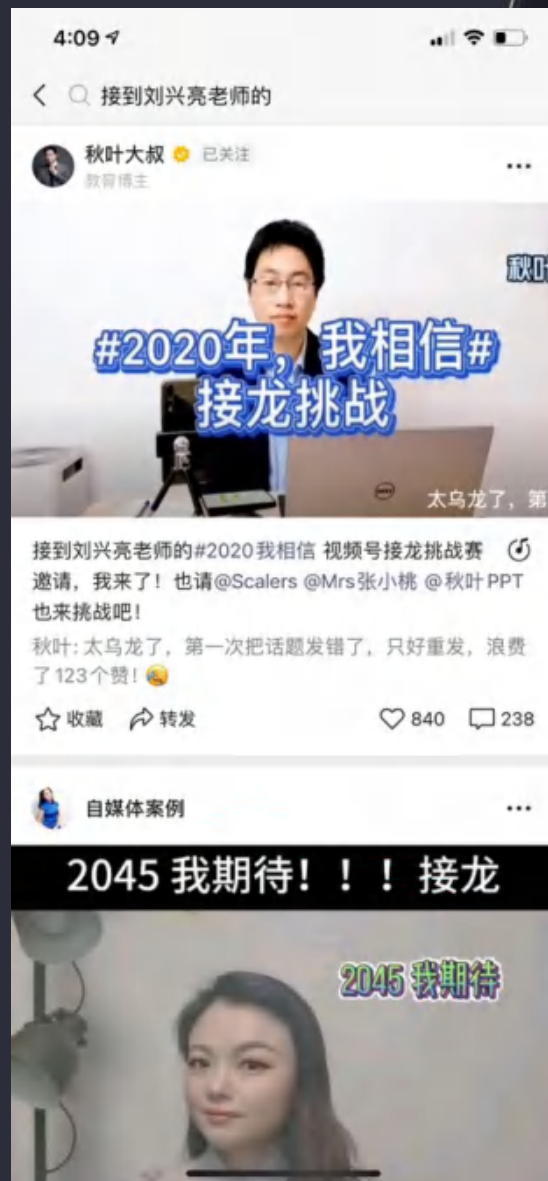 4:09
接到刘兴亮老师的
秋叶大叔 已关注
教育博主
秋叶
#2020年，我相信#
接龙挑战
DELL
太乌龙了，第
接到刘兴亮老师的#2020我相信 视频号接龙挑战赛
邀请，我来了！也请@Scalers @Mrs张小桃 @秋叶PPT
也来挑战吧！
秋叶: 太乌龙了，第一次把话题发错了，只好重发，浪费
了123个赞！
收藏 转发 840 238
自媒体案例
2045 我期待！！！接龙
2045 我期待